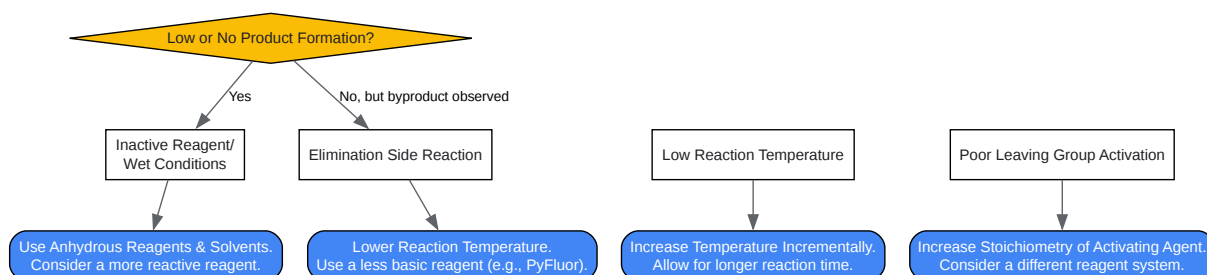 Low or No Product Formation?
Yes
No, but byproduct observed
Inactive Reagent/
Wet Conditions
Elimination Side Reaction
Low Reaction Temperature
Poor Leaving Group Activation
Use Anhydrous Reagents & Solvents.
Consider a more reactive reagent.
Lower Reaction Temperature.
Use a less basic reagent (e.g., PyFluor).
Increase Temperature Incrementally.
Allow for longer reaction time.
Increase Stoichiometry of Activating Agent.
Consider a different reagent system.